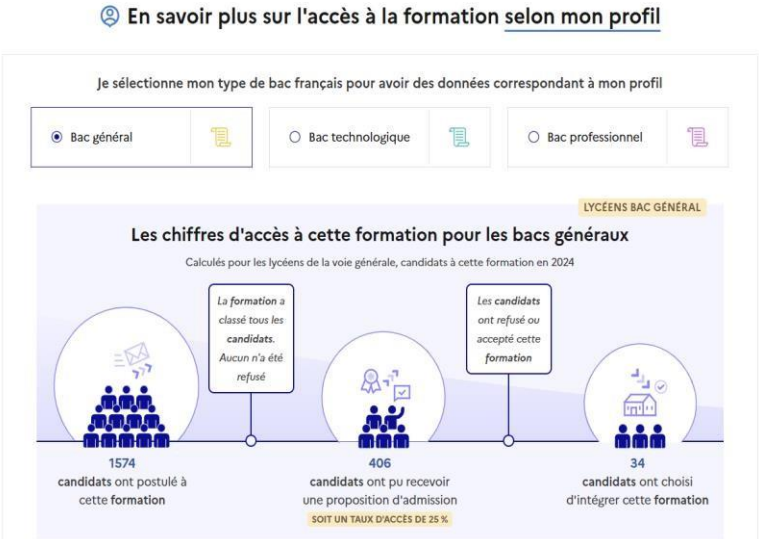 En savoir plus sur l'accès à la formation selon mon profil
Je sélectionne mon type de bac français pour avoir des données correspondant à mon profil
Bac général
Bac technologique
Bac professionnel
LYCÉENS BAC GÉNÉRAL
Les chiffres d'accès à cette formation pour les bacs généraux
Calculés pour les lycéens de la voie générale, candidats à cette formation en 2024
La formation a
classé tous les
candidats.
Aucun n'a été
refusé
Les candidats
ont refusé ou
accepté cette
formation
1574
candidats ont postulé à
cette formation
406
candidats ont pu recevoir
une proposition d'admission
SOIT UN TAUX D'ACCÈS DE 25 %
34
candidats ont choisi
d'intégrer cette formation